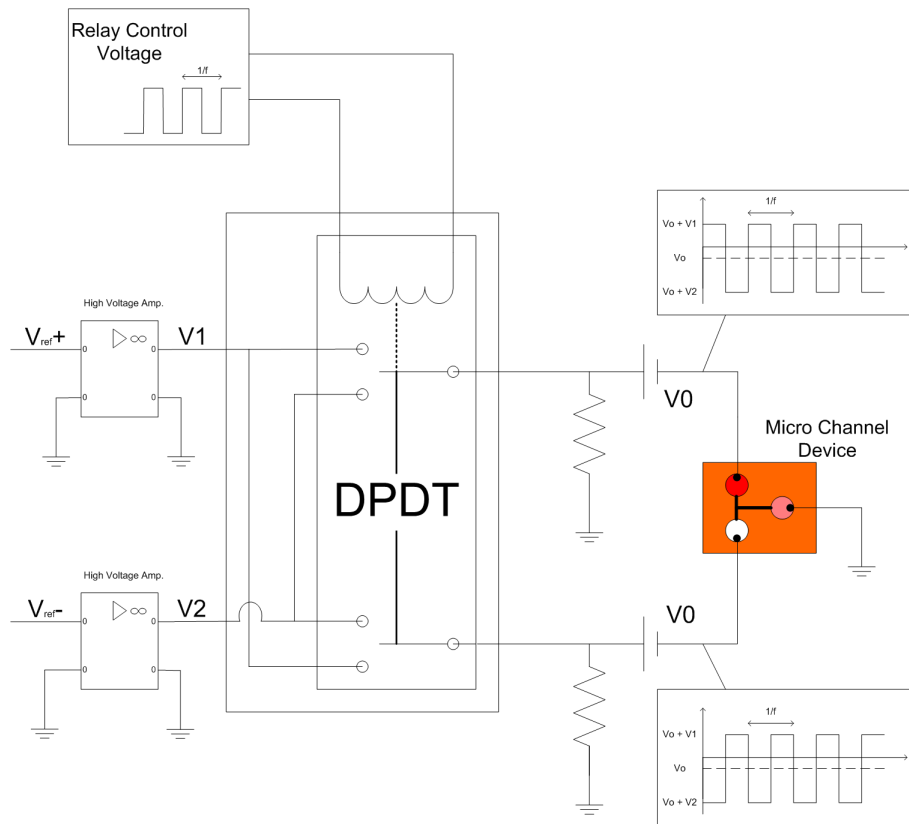 Relay Control
Voltage
1/f
1/f
Vo + V1
Vo
Vo + V2
High Voltage Amp.
Vref+
V1
0
∞
0
0
0
V0
Micro Channel
Device
DPDT
High Voltage Amp.
Vref-
V2
0
∞
0
0
0
V0
1/f
Vo + V1
Vo
Vo + V2